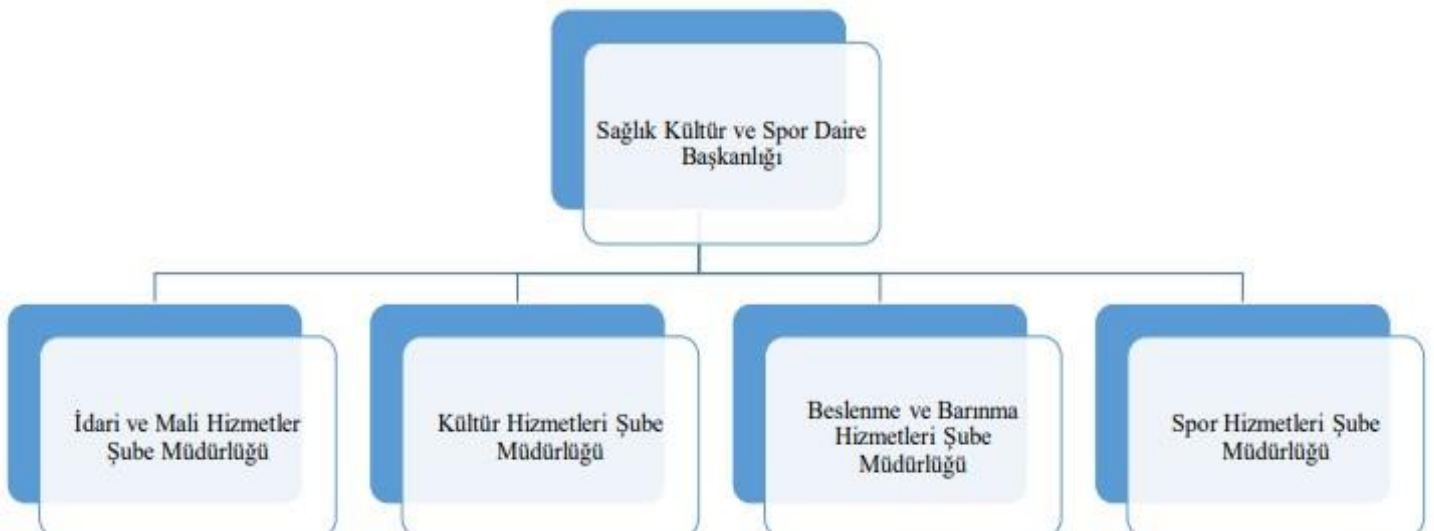 Sağlık Kültür ve Spor Daire
Başkanlığı
İdari ve Mali Hizmetler
Şube Müdürlüğü
Kültür Hizmetleri Şube
Müdürlüğü
Beslenme ve Barınma
Hizmetleri Şube
Müdürlüğü
Spor Hizmetleri Şube
Müdürlüğü